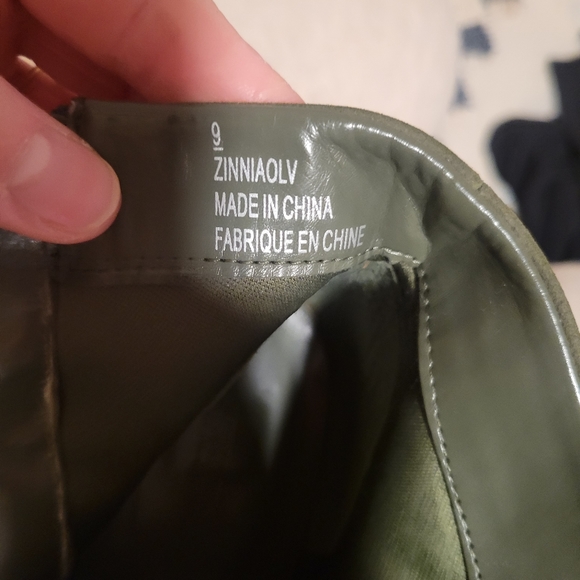 9
ZINNIAOLV
MADE IN CHINA
FABRIQUE EN CHINE